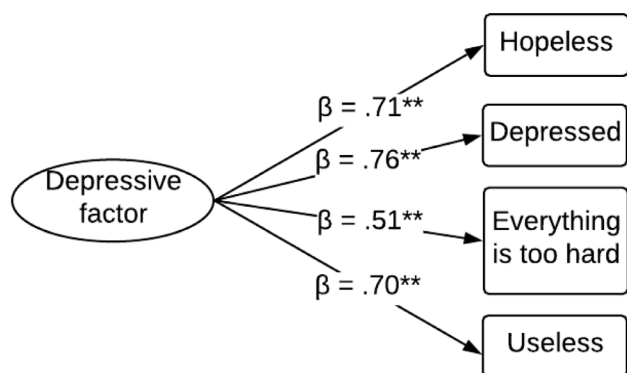 Hopeless
β = .71**
Depressed
β = .76**
Depressive
factor
β = .51**
Everything
is too hard
β = .70**
Useless